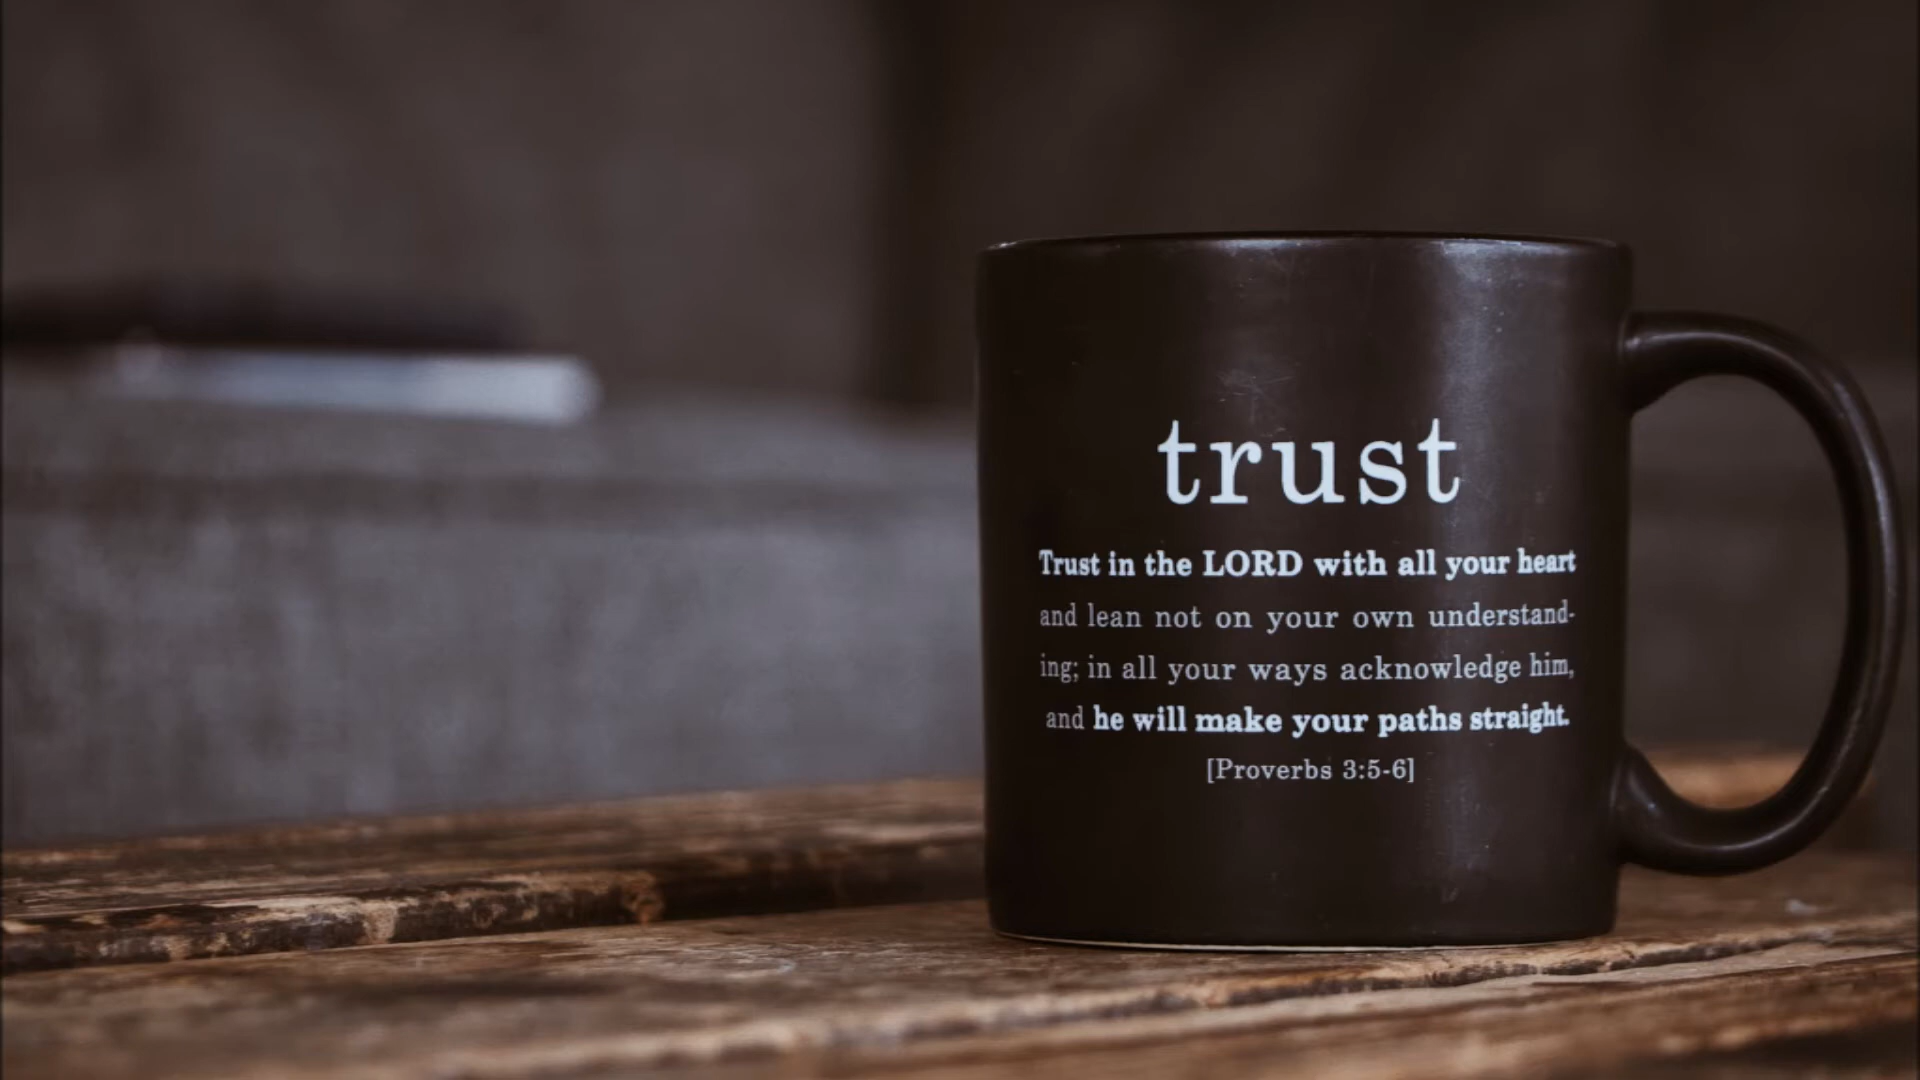 trust
Trust in the LORD with all your heart
and lean not on your own understand-
ing; in all your ways acknowledge him,
and he will make your paths straight.
[Proverbs 3:5-6]